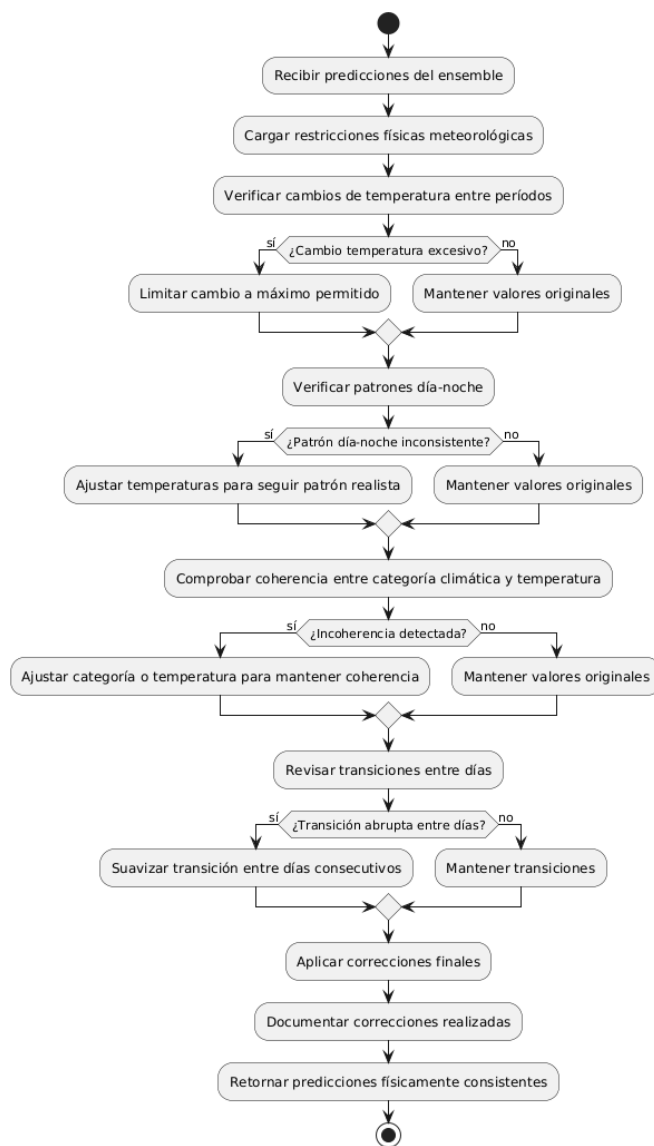 Recibir predicciones del ensemble
Cargar restricciones físicas meteorológicas
Verificar cambios de temperatura entre períodos
sí
¿Cambio temperatura excesivo?
no
Limitar cambio a máximo permitido
Mantener valores originales
Verificar patrones día-noche
sí
¿Patrón día-noche inconsistente?
no
Ajustar temperaturas para seguir patrón realista
Mantener valores originales
Comprobar coherencia entre categoría climática y temperatura
sí
¿Incoherencia detectada?
no
Ajustar categoría o temperatura para mantener coherencia
Mantener valores originales
Revisar transiciones entre días
sí
¿Transición abrupta entre días?
no
Suavizar transición entre días consecutivos
Mantener transiciones
Aplicar correcciones finales
Documentar correcciones realizadas
Retornar predicciones físicamente consistentes